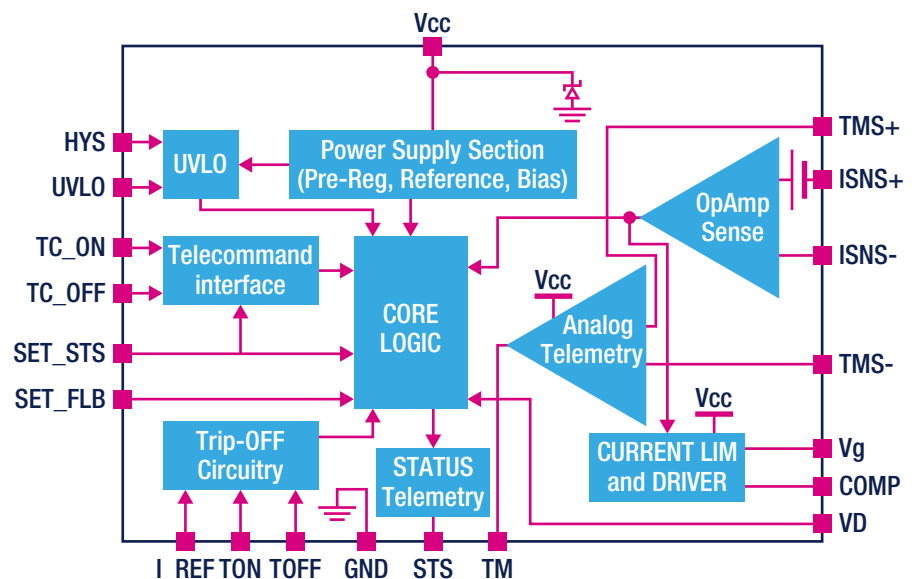 Vcc
HYS
UVLO
TC_ON
TC_OFF
SET_STS
SET_FLB
UVLO
Power Supply Section
(Pre-Reg, Reference, Bias)
Telecommand
interface
CORE
LOGIC
Trip-OFF
Circuitry
STATUS
Telemetry
OpAmp
Sense
Vcc
Analog
Telemetry
Vcc
CURRENT LIM
and DRIVER
TMS+
ISNS+
ISNS-
TMS-
Vg
COMP
VD
I_REF TON TOFF GND STS TM